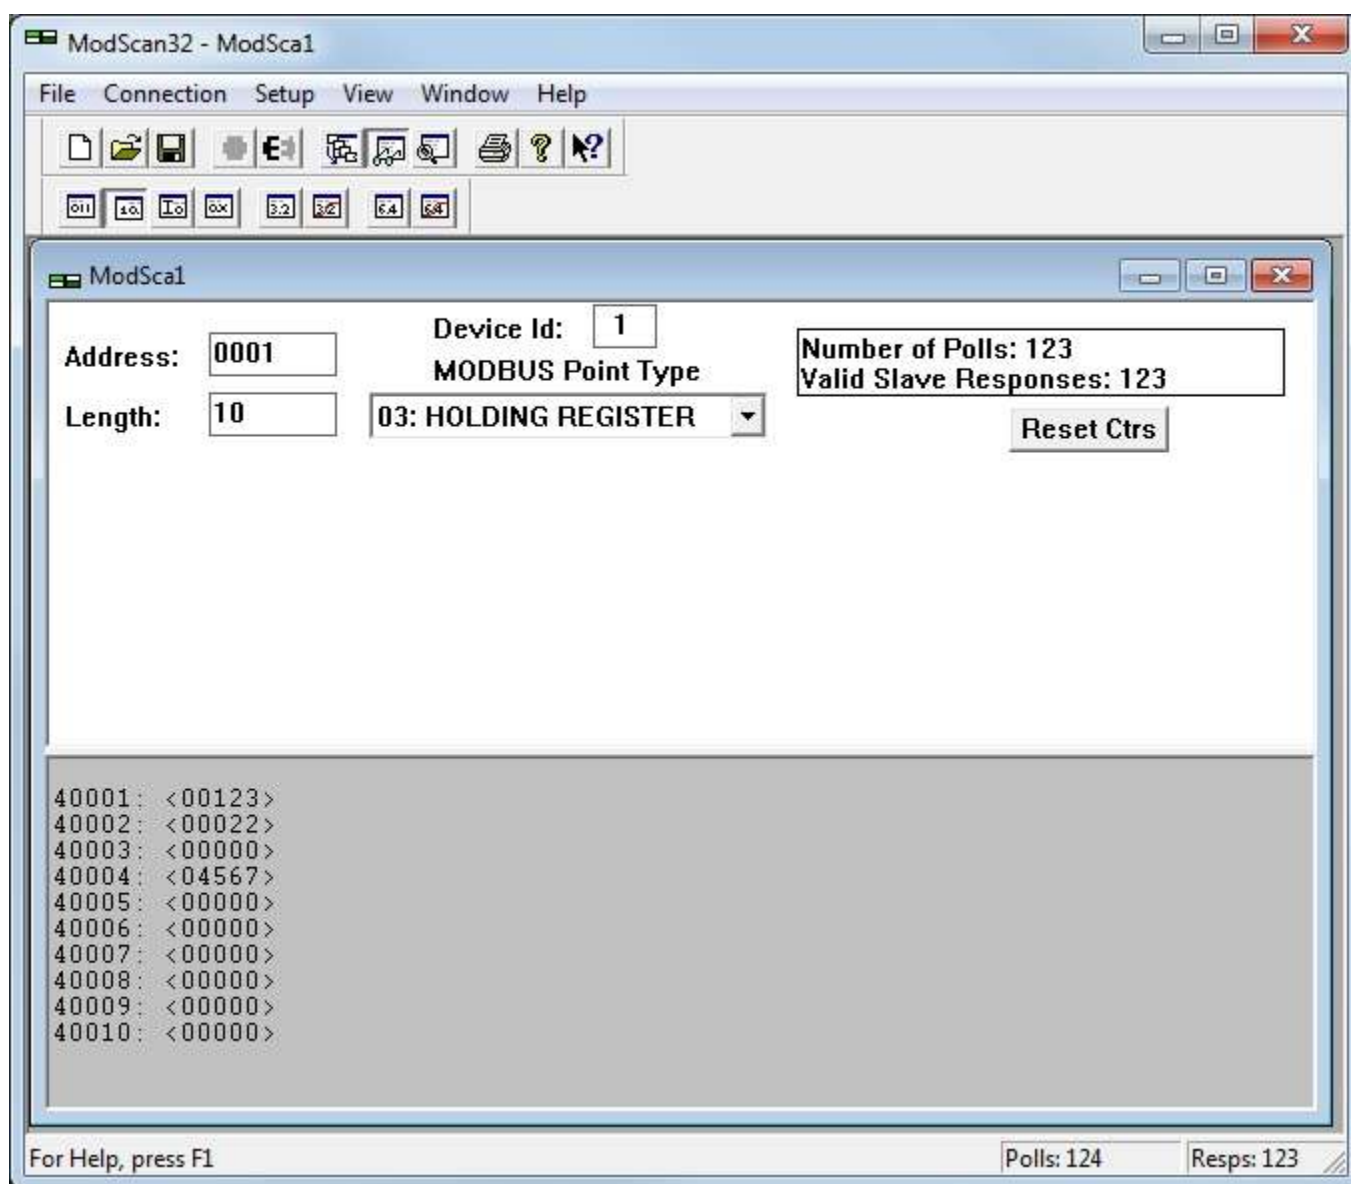 ModScan32 - ModSca1
File Connection Setup View Window Help
ModSca1
Address: 0001
Device Id: 1
MODBUS Point Type
Length: 10
03: HOLDING REGISTER
Number of Polls: 123
Valid Slave Responses: 123
Reset Ctrs
40001: <00123>
40002: <00022>
40003: <00000>
40004: <04567>
40005: <00000>
40006: <00000>
40007: <00000>
40008: <00000>
40009: <00000>
40010: <00000>
For Help, press F1
Polls: 124
Resps: 123